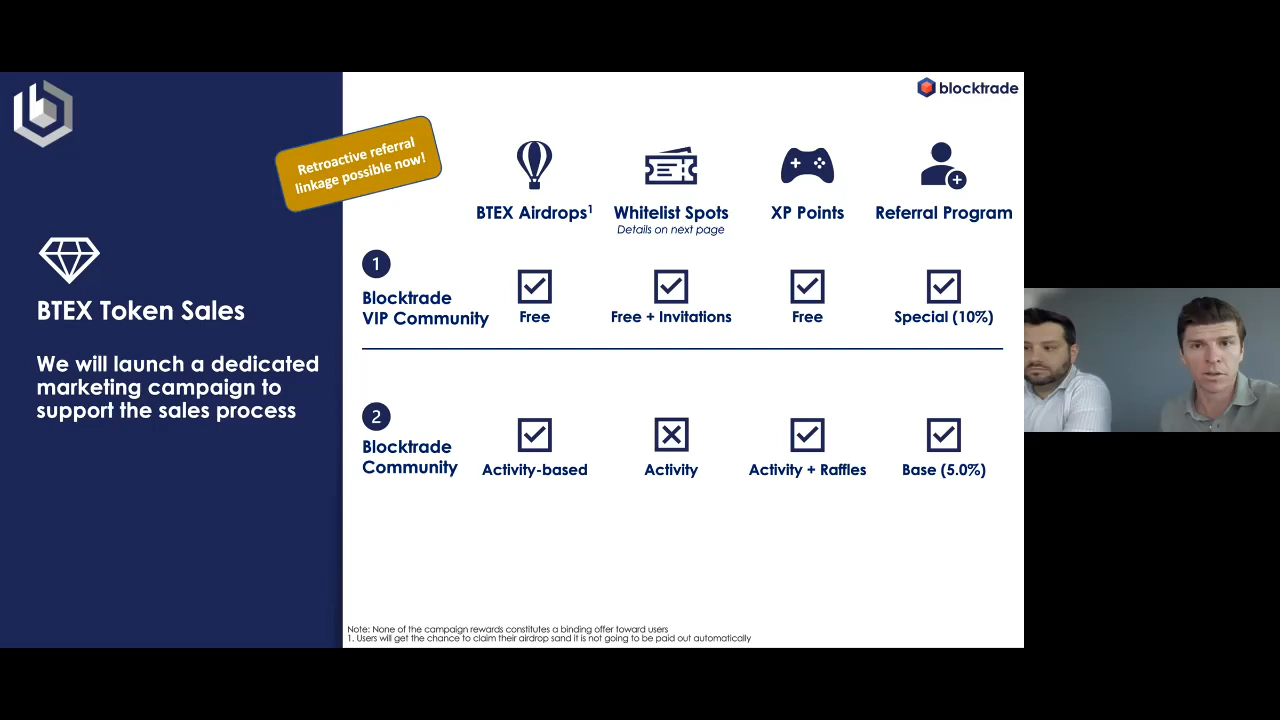 blocktrade
Retroactive referral
linkage possible now!
BTEX Airdrops1
Whitelist Spots
Details on next page
XP Points
Referral Program
BTEX Token Sales
We will launch a dedicated
marketing campaign to
support the sales process
1
Blocktrade
VIP Community
Free
Free + Invitations
Free
Special (10%)
2
Blocktrade
Community
Activity-based
Activity
Activity + Raffles
Base (5.0%)
Note: None of the campaign rewards constitutes a binding offer toward users
1. Users will get the chance to claim their airdrop sand it is not going to be paid out automatically